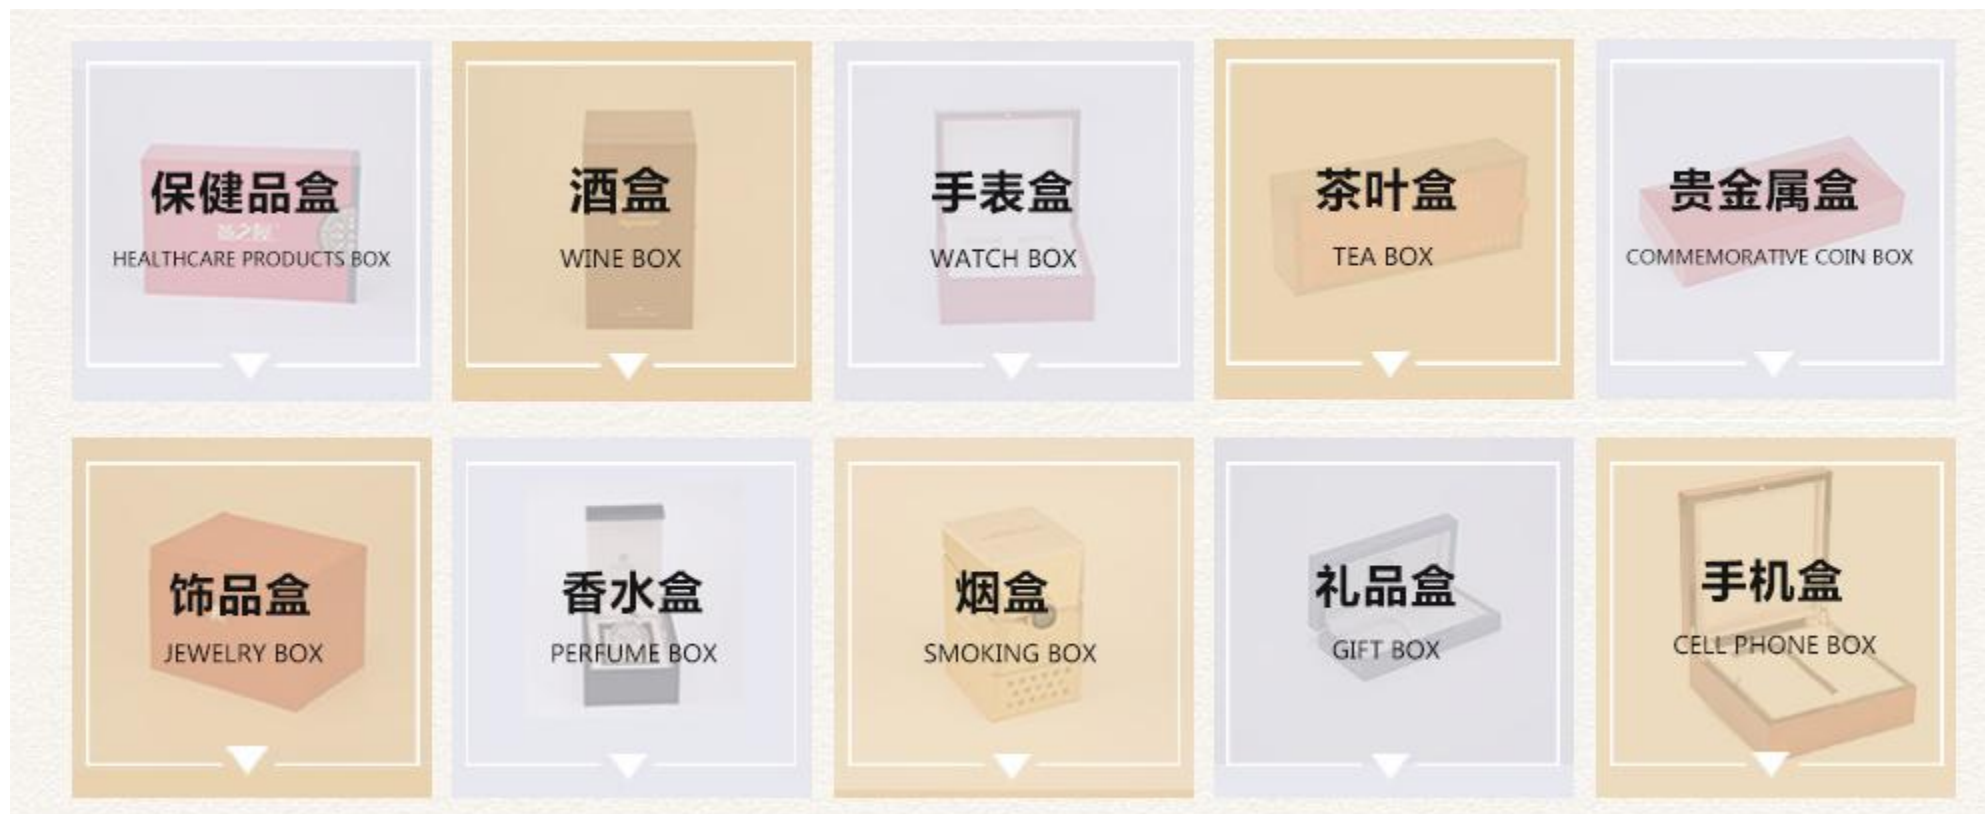 保健品盒
HEALTHCARE PRODUCTS BOX
酒盒
WINE BOX
手表盒
WATCH BOX
茶叶盒
TEA BOX
贵金属盒
COMMEMORATIVE COIN BOX
饰品盒
JEWELRY BOX
香水盒
PERFUME BOX
烟盒
SMOKING BOX
礼品盒
GIFT BOX
手机盒
CELL PHONE BOX